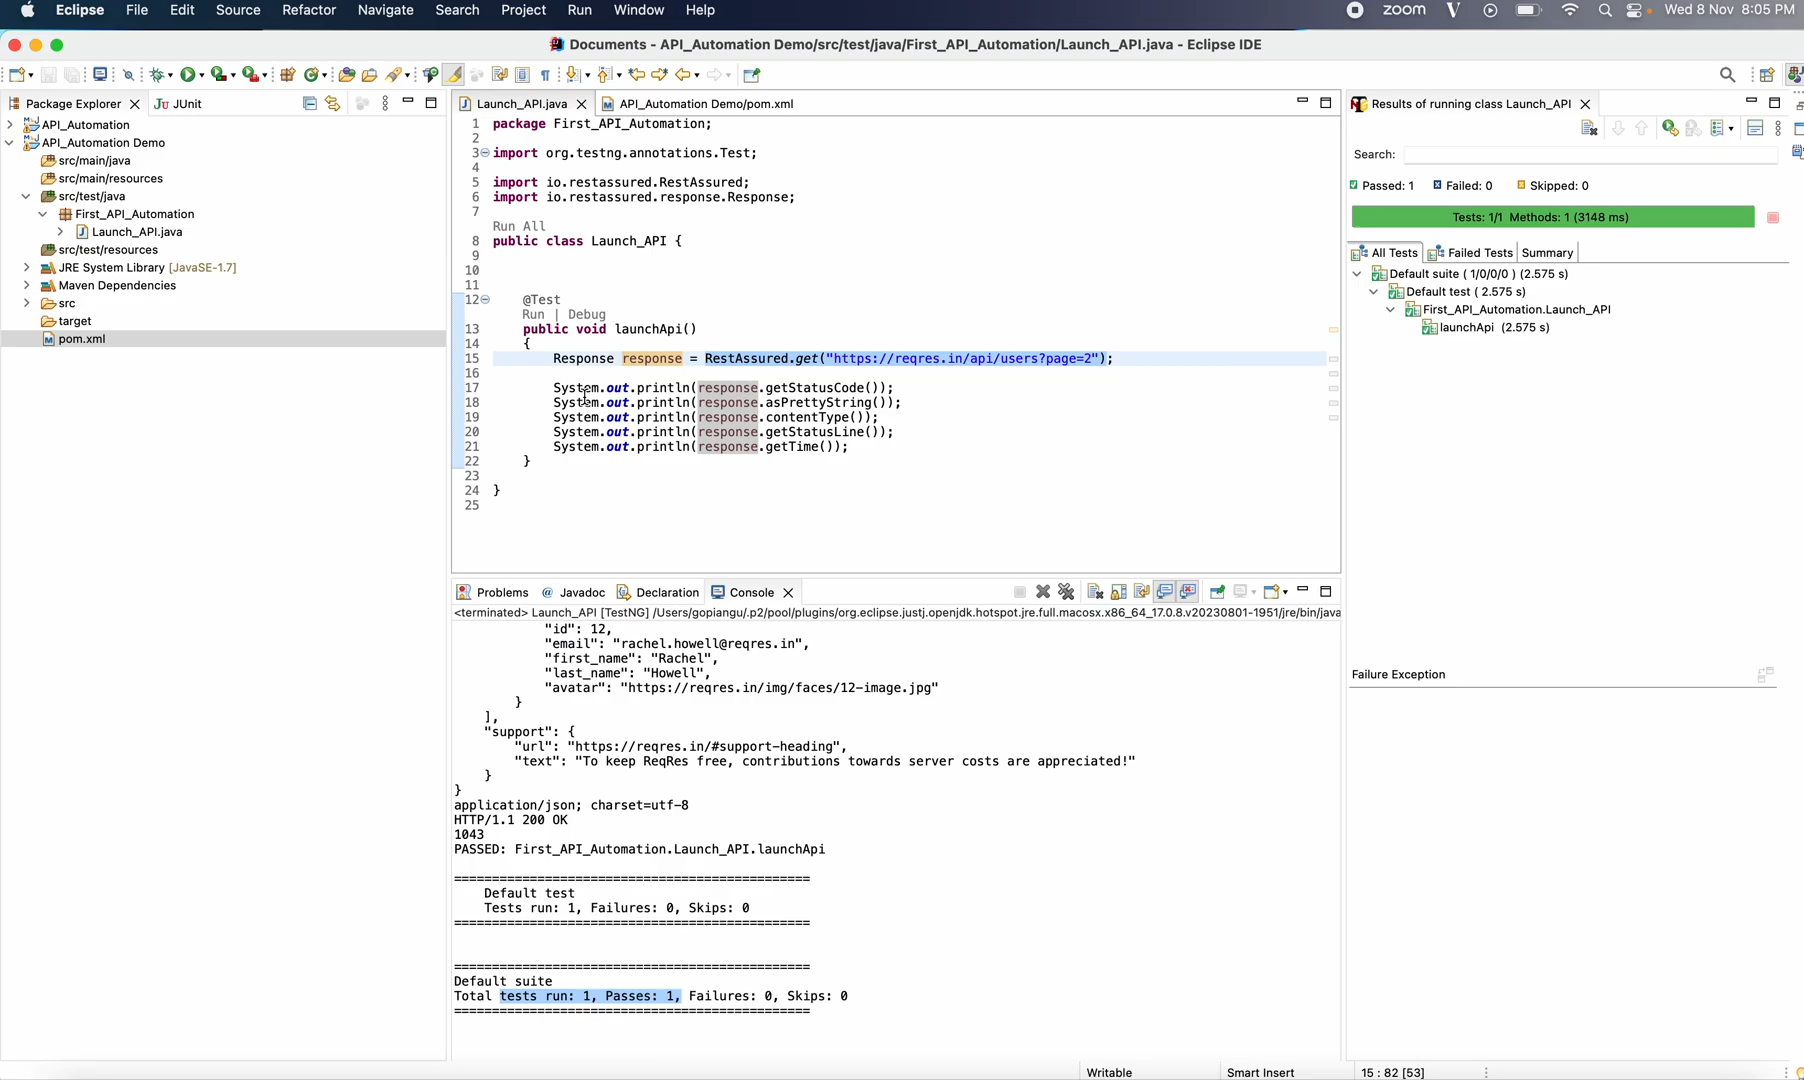 Eclipse File Edit Source Refactor Navigate Search Project Run Window Help
zoom Wed 8 Nov 8:05 PM
Documents - API_Automation Demo/src/test/java/First_API_Automation/Launch_API.java - Eclipse IDE
Package Explorer JUnit
API_Automation
API_Automation Demo
src/main/java
src/main/resources
src/test/java
First_API_Automation
Launch_API.java
src/test/resources
JRE System Library [JavaSE-1.7]
Maven Dependencies
src
target
pom.xml
Launch_API.java API_Automation Demo/pom.xml
1 package First_API_Automation;
2
3 import org.testng.annotations.Test;
4
5 import io.restassured.RestAssured;
6 import io.restassured.response.Response;
7
Run All
8 public class Launch_API {
9
10
11
12 @Test
Run | Debug
13 public void launchApi()
14 {
15 Response response = RestAssured.get("https://reqres.in/api/users?page=2");
16
17 System.out.println(response.getStatusCode());
18 System.out.println(response.asPrettyString());
19 System.out.println(response.contentType());
20 System.out.println(response.getStatusLine());
21 System.out.println(response.getTime());
22 }
23
24 }
25
Problems Javadoc Declaration Console
<terminated> Launch_API [TestNG] /Users/gopiangu/.p2/pool/plugins/org.eclipse.justj.openjdk.hotspot.jre.full.macosx.x86_64_17.0.8.v20230801-1951/jre/bin/java
"id": 12,
"email": "rachel.howell@reqres.in",
"first_name": "Rachel",
"last_name": "Howell",
"avatar": "https://reqres.in/img/faces/12-image.jpg"
}
],
"support": {
"url": "https://reqres.in/#support-heading",
"text": "To keep ReqRes free, contributions towards server costs are appreciated!"
}
}
application/json; charset=utf-8
HTTP/1.1 200 OK
1043
PASSED: First_API_Automation.Launch_API.launchApi
===============================================
Default test
Tests run: 1, Failures: 0, Skips: 0
===============================================
===============================================
Default suite
Total tests run: 1, Passes: 1, Failures: 0, Skips: 0
===============================================
Results of running class Launch_API
Search:
Passed: 1 Failed: 0 Skipped: 0
Tests: 1/1 Methods: 1 (3148 ms)
All Tests Failed Tests Summary
Default suite ( 1/0/0/0 ) (2.575 s)
Default test ( 2.575 s)
First_API_Automation.Launch_API
launchApi (2.575 s)
Failure Exception
Writable Smart Insert 15 : 82 [53]